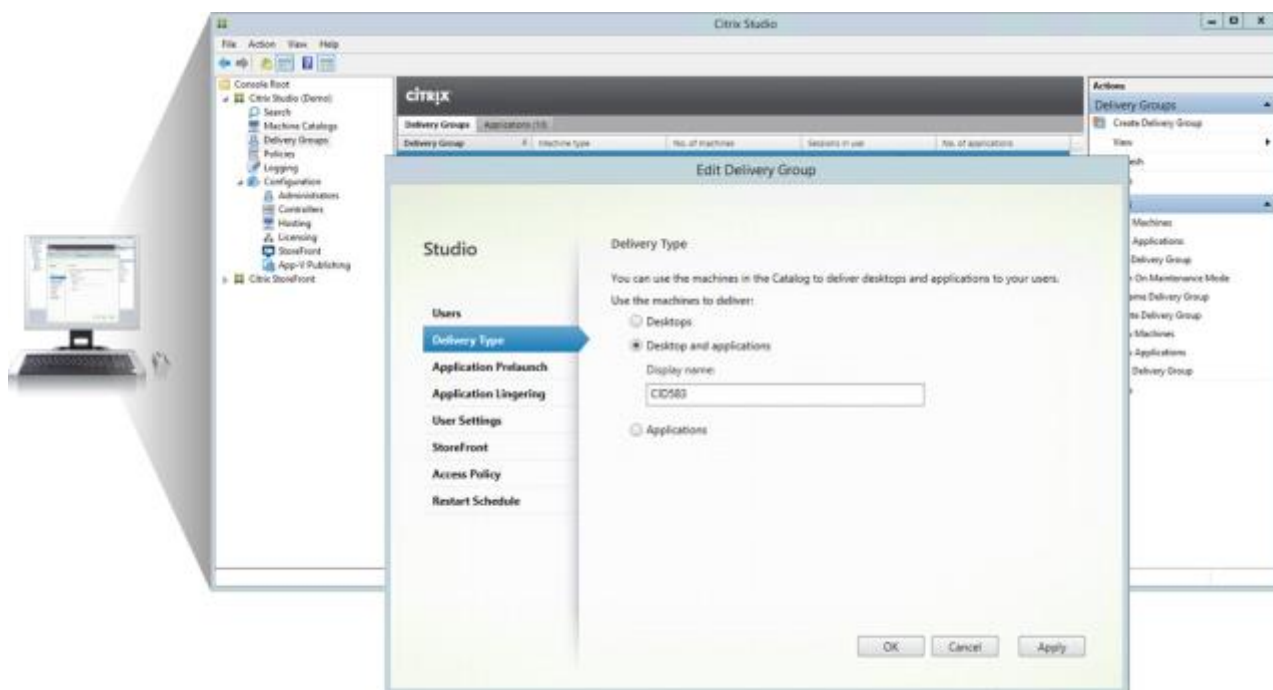 Citrix Studio
File Action View Help
Console Root
Citrix Studio (Demo)
Search
Machine Catalogs
Delivery Groups
Policies
Logging
Configuration
Administrators
Controllers
Hosting
Licensing
StoreFront
App-V Publishing
Citrix StoreFront
CITRIX
Delivery Groups Applications
Delivery Group Machine type No. of machines Sessions in use No. of applications
Actions
Delivery Groups
Create Delivery Group
View
Machines
Applications
Delivery Group
On Maintenance Mode
Delivery Group
Delivery Group
Machines
Applications
Delivery Group
Edit Delivery Group
Studio
Users
Delivery Type
Application Prelaunch
Application Lingering
User Settings
StoreFront
Access Policy
Restart Schedule
Delivery Type
You can use the machines in the Catalog to deliver desktops and applications to your users.
Use the machines to deliver:
Desktops
Desktop and applications
Display name:
CID583
Applications
OK Cancel Apply